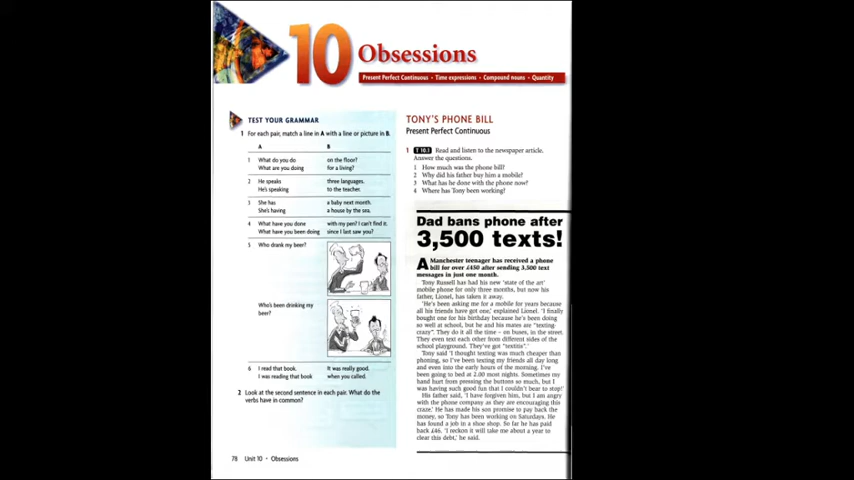 10 Obsessions
Present Perfect Continuous • Time expressions • Compound nouns • Quantity
TEST YOUR GRAMMAR
1 For each pair, match a line in A with a line or picture in B.
A B
1 What do you do on the floor?
What are you doing for a living?
2 He speaks three languages.
He's speaking to the teacher.
3 She has a baby next month.
She's having a house by the sea.
4 What have you done with my pen? I can't find it.
What have you been doing since I last saw you?
5 Who drank my beer?
Who's been drinking my
beer?
6 I read that book. It was really good.
I was reading that book when you called.
2 Look at the second sentence in each pair. What do the
verbs have in common?
78 Unit 10 • Obsessions
TONY'S PHONE BILL
Present Perfect Continuous
1 T 10.1 Read and listen to the newspaper article.
Answer the questions.
1 How much was the phone bill?
2 Why did his father buy him a mobile?
3 What has he done with the phone now?
4 Where has Tony been working?
Dad bans phone after
3,500 texts!
A Manchester teenager has received a phone
bill for over £450 after sending 3,500 text
messages in just one month.
Tony Russell has had his new 'state of the art'
mobile phone for only three months, but now his
father, Lionel, has taken it away.
'He's been asking me for a mobile for years because
all his friends have got one,' explained Lionel. 'I finally
bought one for his birthday because he's been doing
so well at school, but he and his mates are "texting-
crazy". They do it all the time – on buses, in the street.
They even text each other from different sides of the
school playground. They've got "textitis".'
Tony said 'I thought texting was much cheaper than
phoning, so I've been texting my friends all day long
and even into the early hours of the morning. I've
been going to bed at 2.00 most nights. Sometimes my
hand hurt from pressing the buttons so much, but I
was having such good fun that I couldn't bear to stop!'
His father said, 'I have forgiven him, but I am angry
with the phone company as they are encouraging this
craze.' He has made his son promise to pay back the
money, so Tony has been working on Saturdays. He
has found a job in a shoe shop. So far he has paid
back £46. 'I reckon it will take me about a year to
clear this debt,' he said.